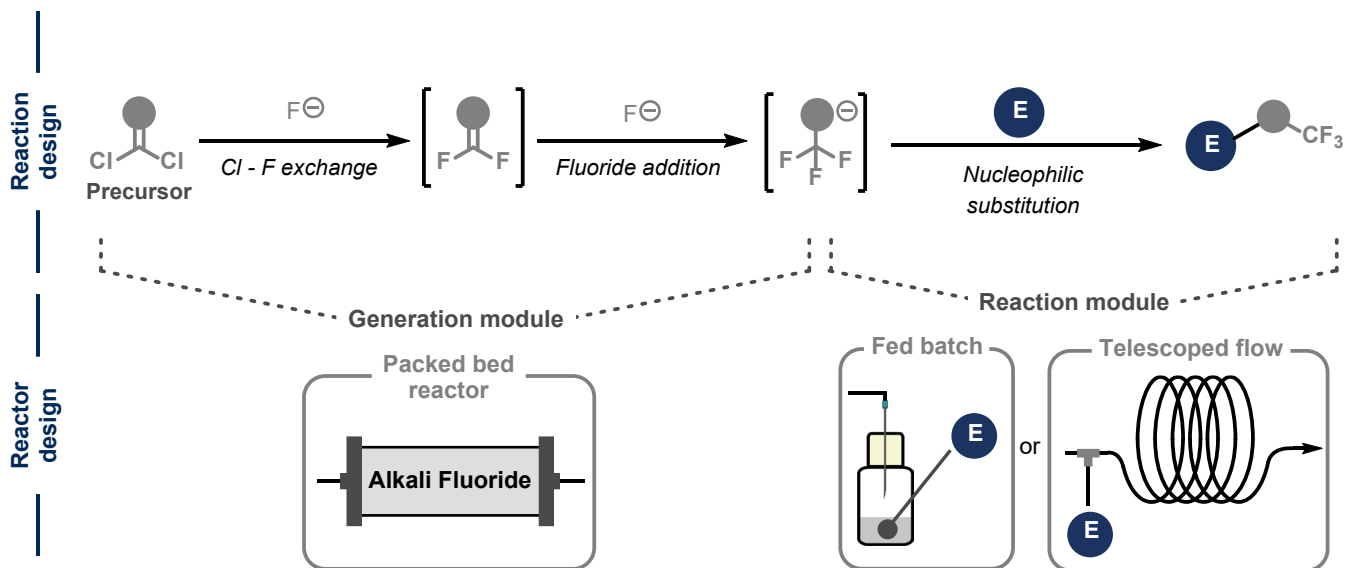 Reaction
design
F⊖
F⊖
E
Cl
Cl
Precursor
Cl - F exchange
F
F
Fluoride addition
⊖
F
F
F
Nucleophilic
substitution
E
CF₃
Generation module
Reaction module
Reactor
design
Packed bed
reactor
Alkali Fluoride
Fed batch
E
or
Telescoped flow
E